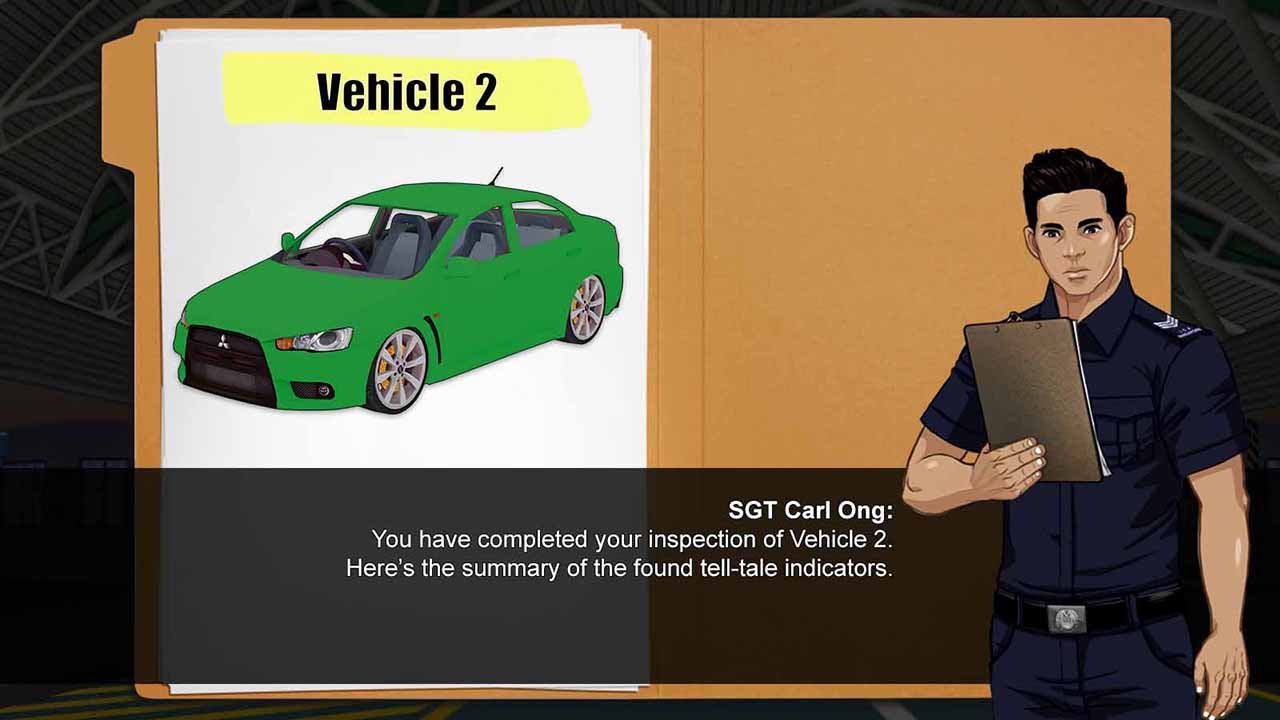 Vehicle 2
SGT Carl Ong:
You have completed your inspection of Vehicle 2.
Here’s the summary of the found tell-tale indicators.